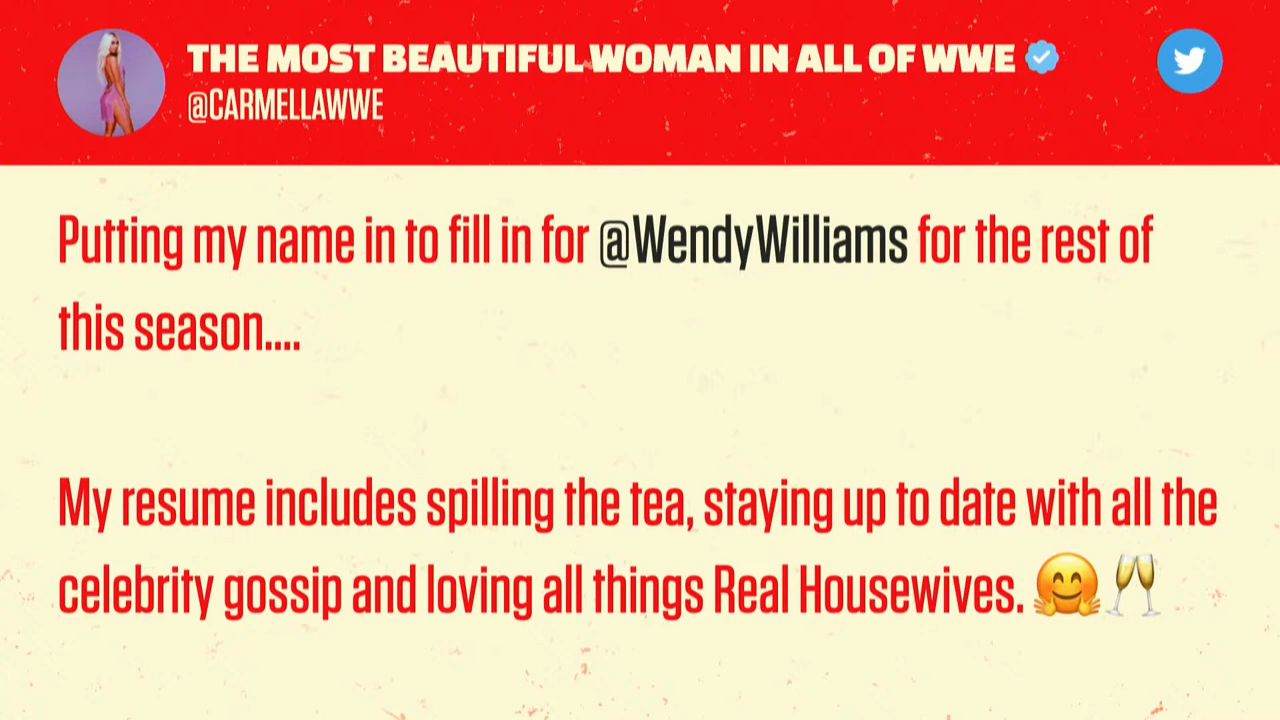 THE MOST BEAUTIFUL WOMAN IN ALL OF WWE
@CARMELLAWWE
Putting my name in to fill in for @WendyWilliams for the rest of
this season....
My resume includes spilling the tea, staying up to date with all the
celebrity gossip and loving all things Real Housewives. 🤗🥂